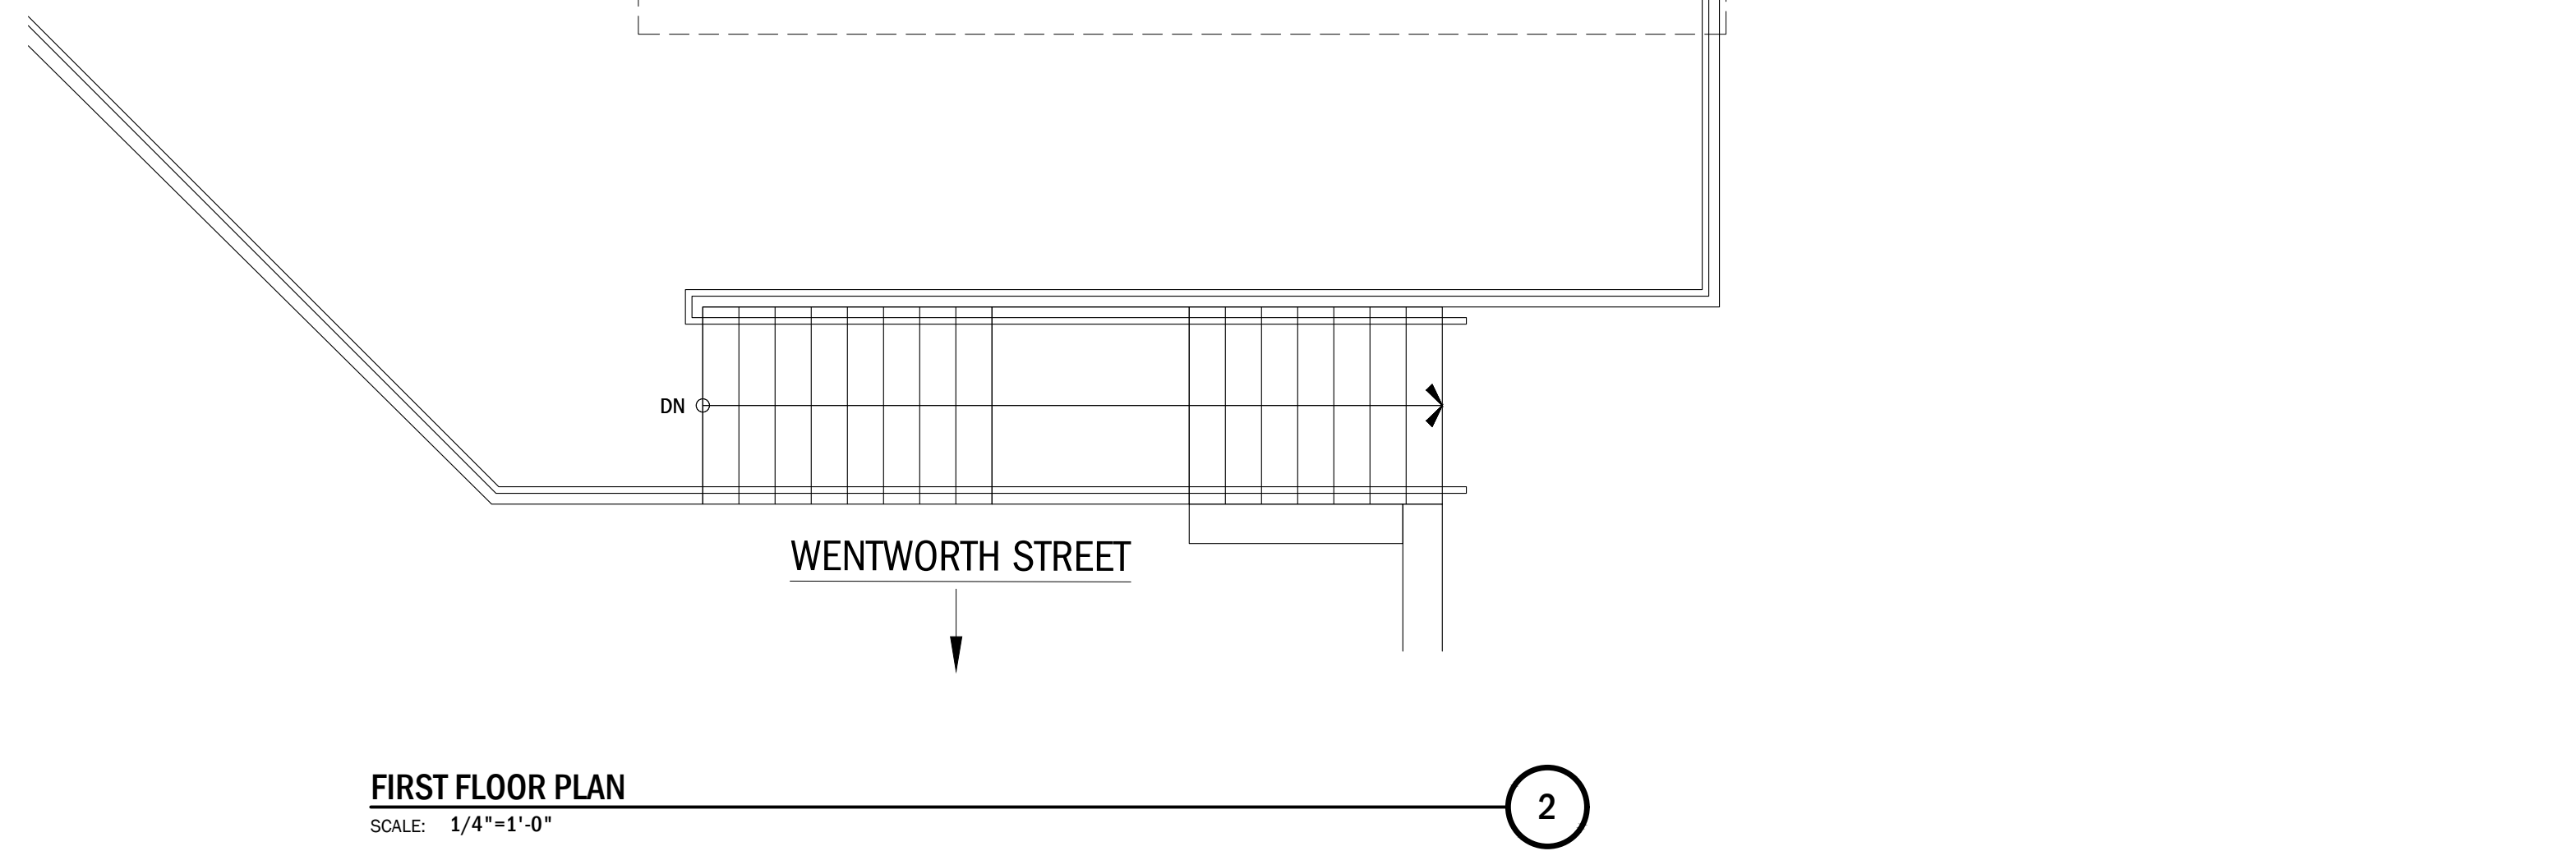 DN
WENTWORTH STREET
FIRST FLOOR PLAN
2
SCALE: 1/4"=1'-0"